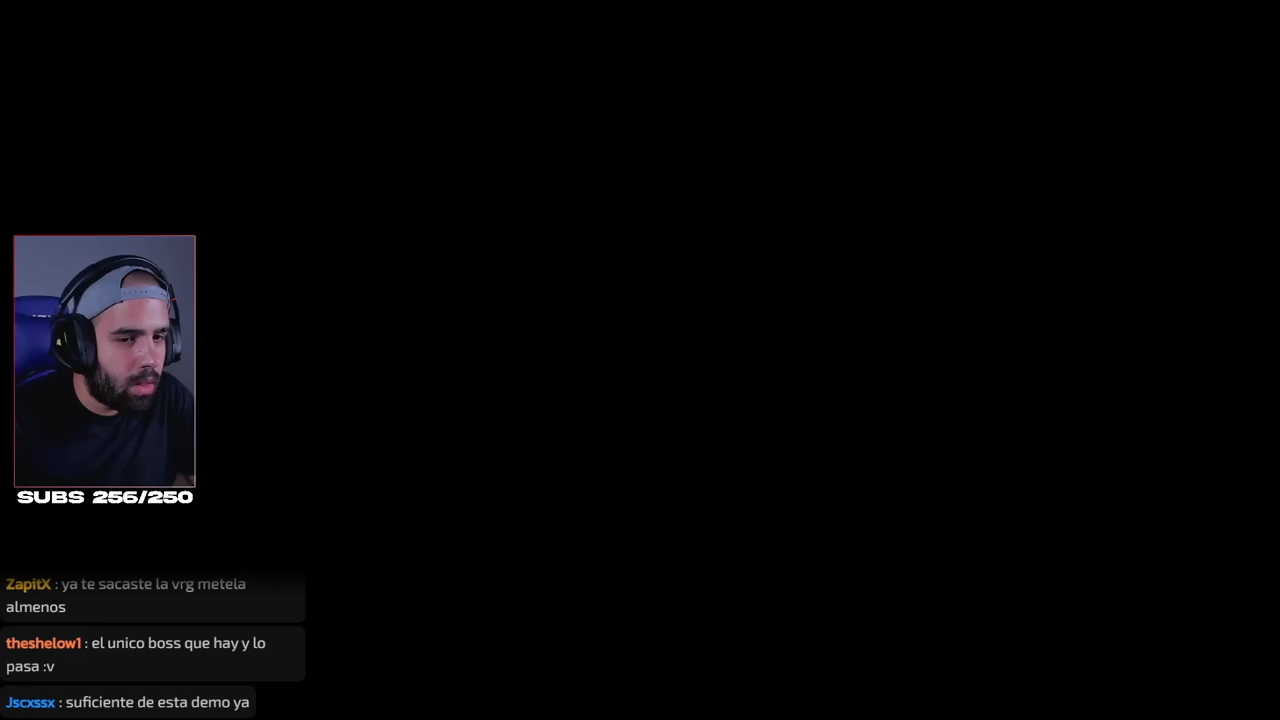 SUBS 256/250
ZapitX : ya te sacaste la vrg metela
almenos
theshelow1 : el unico boss que hay y lo
pasa :v
Jscxssx : suficiente de esta demo ya